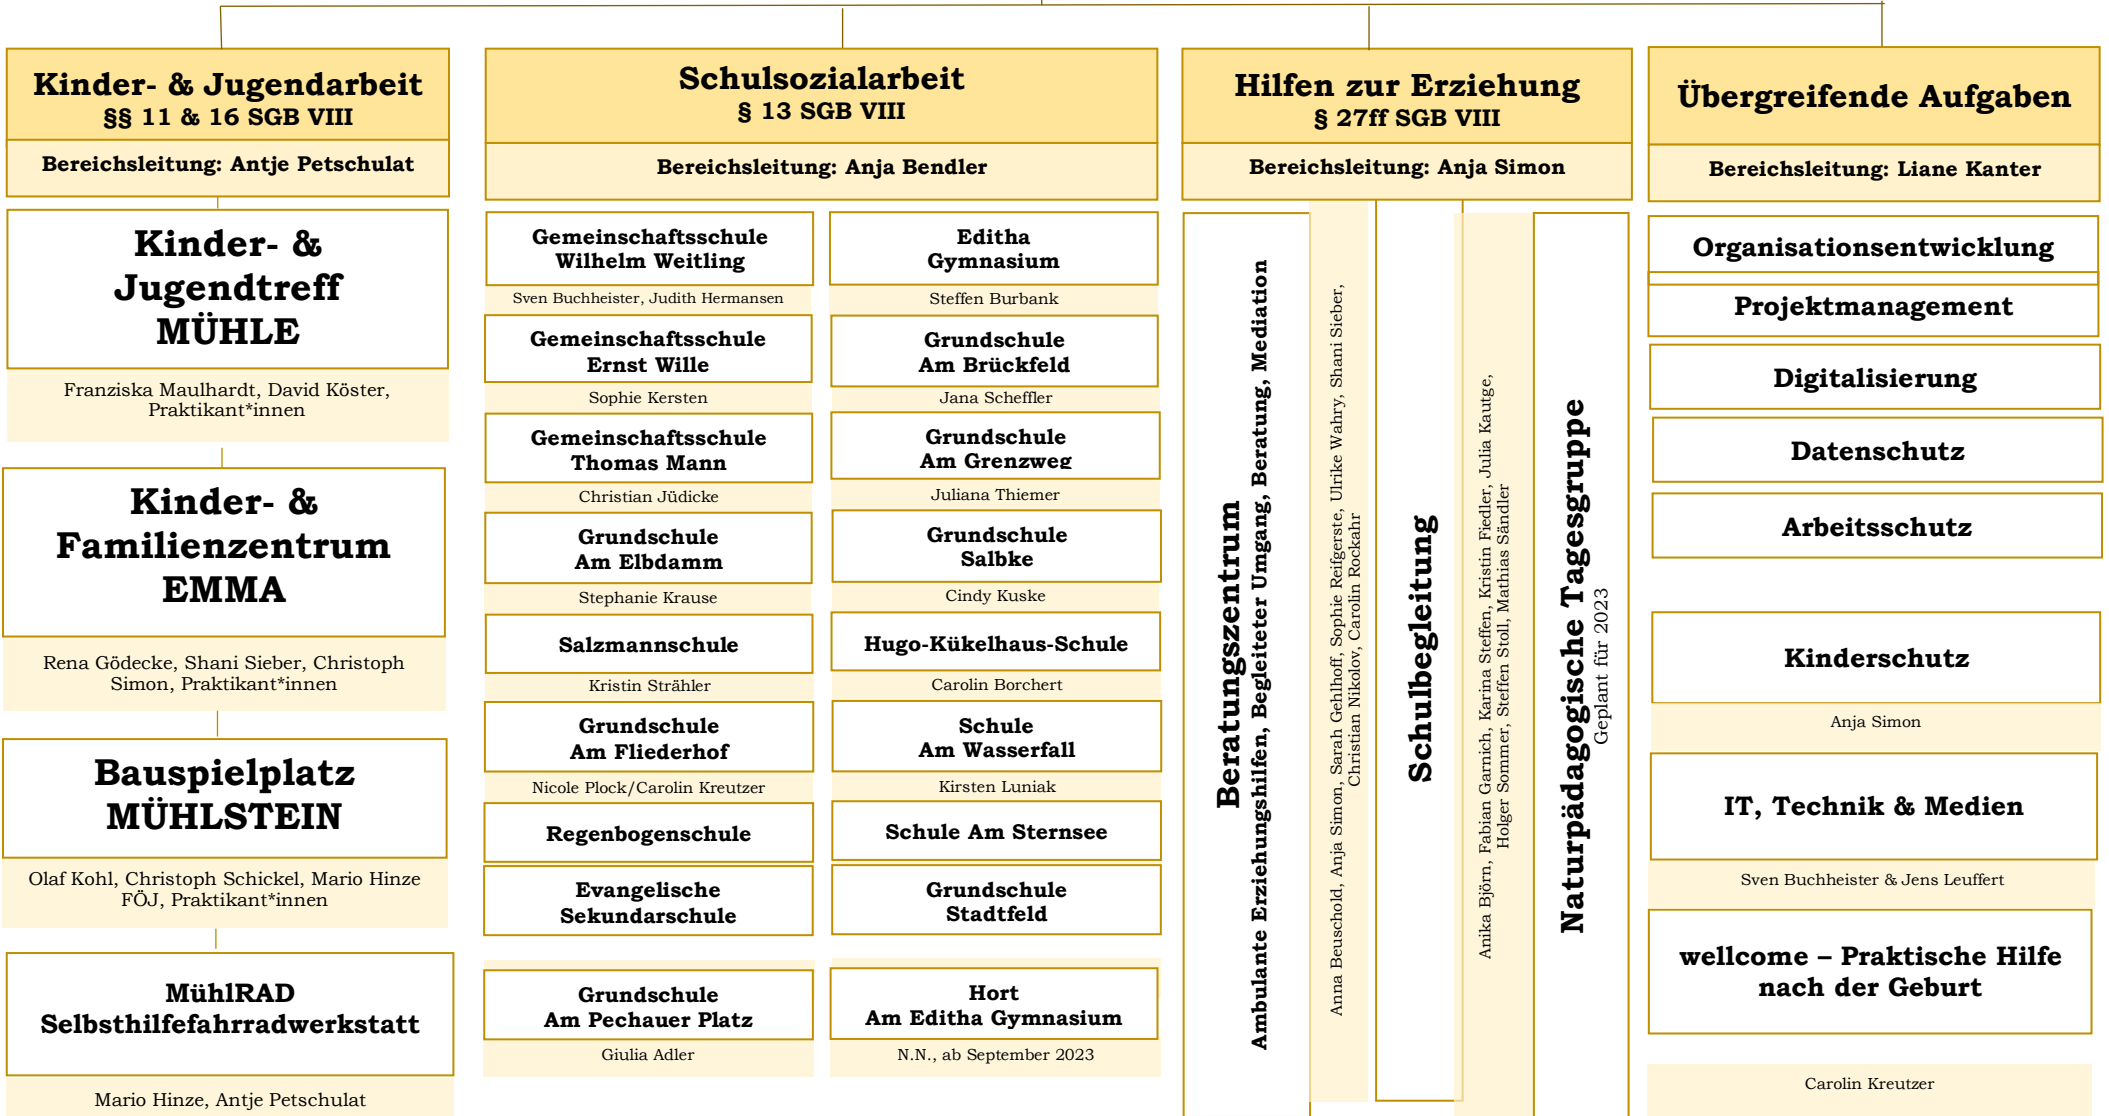 Kinder- & Jugendarbeit
§§ 11 & 16 SGB VIII
Bereichsleitung: Antje Petschulat
Kinder- &
Jugendtreff
MÜHLE
Franziska Maulhardt, David Köster,
Praktikant*innen
Kinder- &
Familienzentrum
EMMA
Rena Gödecke, Shani Sieber, Christoph
Simon, Praktikant*innen
Bauspielplatz
MÜHLSTEIN
Olaf Kohl, Christoph Schickel, Mario Hinze
FÖJ, Praktikant*innen
MühlRAD
Selbsthilfefahrradwerkstatt
Mario Hinze, Antje Petschulat
Schulsozialarbeit
§ 13 SGB VIII
Bereichsleitung: Anja Bendler
Gemeinschaftsschule
Wilhelm Weitling
Sven Buchheister, Judith Hermansen
Gemeinschaftsschule
Ernst Wille
Sophie Kersten
Gemeinschaftsschule
Thomas Mann
Christian Jüdicke
Grundschule
Am Elbdamm
Stephanie Krause
Salzmannschule
Kristin Strähler
Grundschule
Am Fliederhof
Nicole Plock/Carolin Kreutzer
Regenbogenschule
Evangelische
Sekundarschule
Grundschule
Am Pechauer Platz
Giulia Adler
Editha
Gymnasium
Steffen Burbank
Grundschule
Am Brückfeld
Jana Scheffler
Grundschule
Am Grenzweg
Juliana Thiemer
Grundschule
Salbke
Cindy Kuske
Hugo-Kükelhaus-Schule
Carolin Borchert
Schule
Am Wasserfall
Kirsten Luniak
Schule Am Sternsee
Grundschule
Stadtfeld
Hort
Am Editha Gymnasium
N.N., ab September 2023
Hilfen zur Erziehung
§ 27ff SGB VIII
Bereichsleitung: Anja Simon
Beratungszentrum
Ambulante Erziehungshilfen, Begleiteter Umgang, Beratung, Mediation
Anna Beuschold, Anja Simon, Sarah Gehlhoff, Sophie Reifgerste, Ulrike Wahry, Shani Sieber,
Christian Nikolov, Carolin Rockahr
Schulbegleitung
Anika Björn, Fabian Garnich, Karina Steffen, Kristin Fiedler, Julia Kautge,
Holger Sommer, Steffen Stoll, Mathias Sändler
Naturpädagogische Tagesgruppe
Geplant für 2023
Übergreifende Aufgaben
Bereichsleitung: Liane Kanter
Organisationsentwicklung
Projektmanagement
Digitalisierung
Datenschutz
Arbeitsschutz
Kinderschutz
Anja Simon
IT, Technik & Medien
Sven Buchheister & Jens Leuffert
wellcome – Praktische Hilfe
nach der Geburt
Carolin Kreutzer